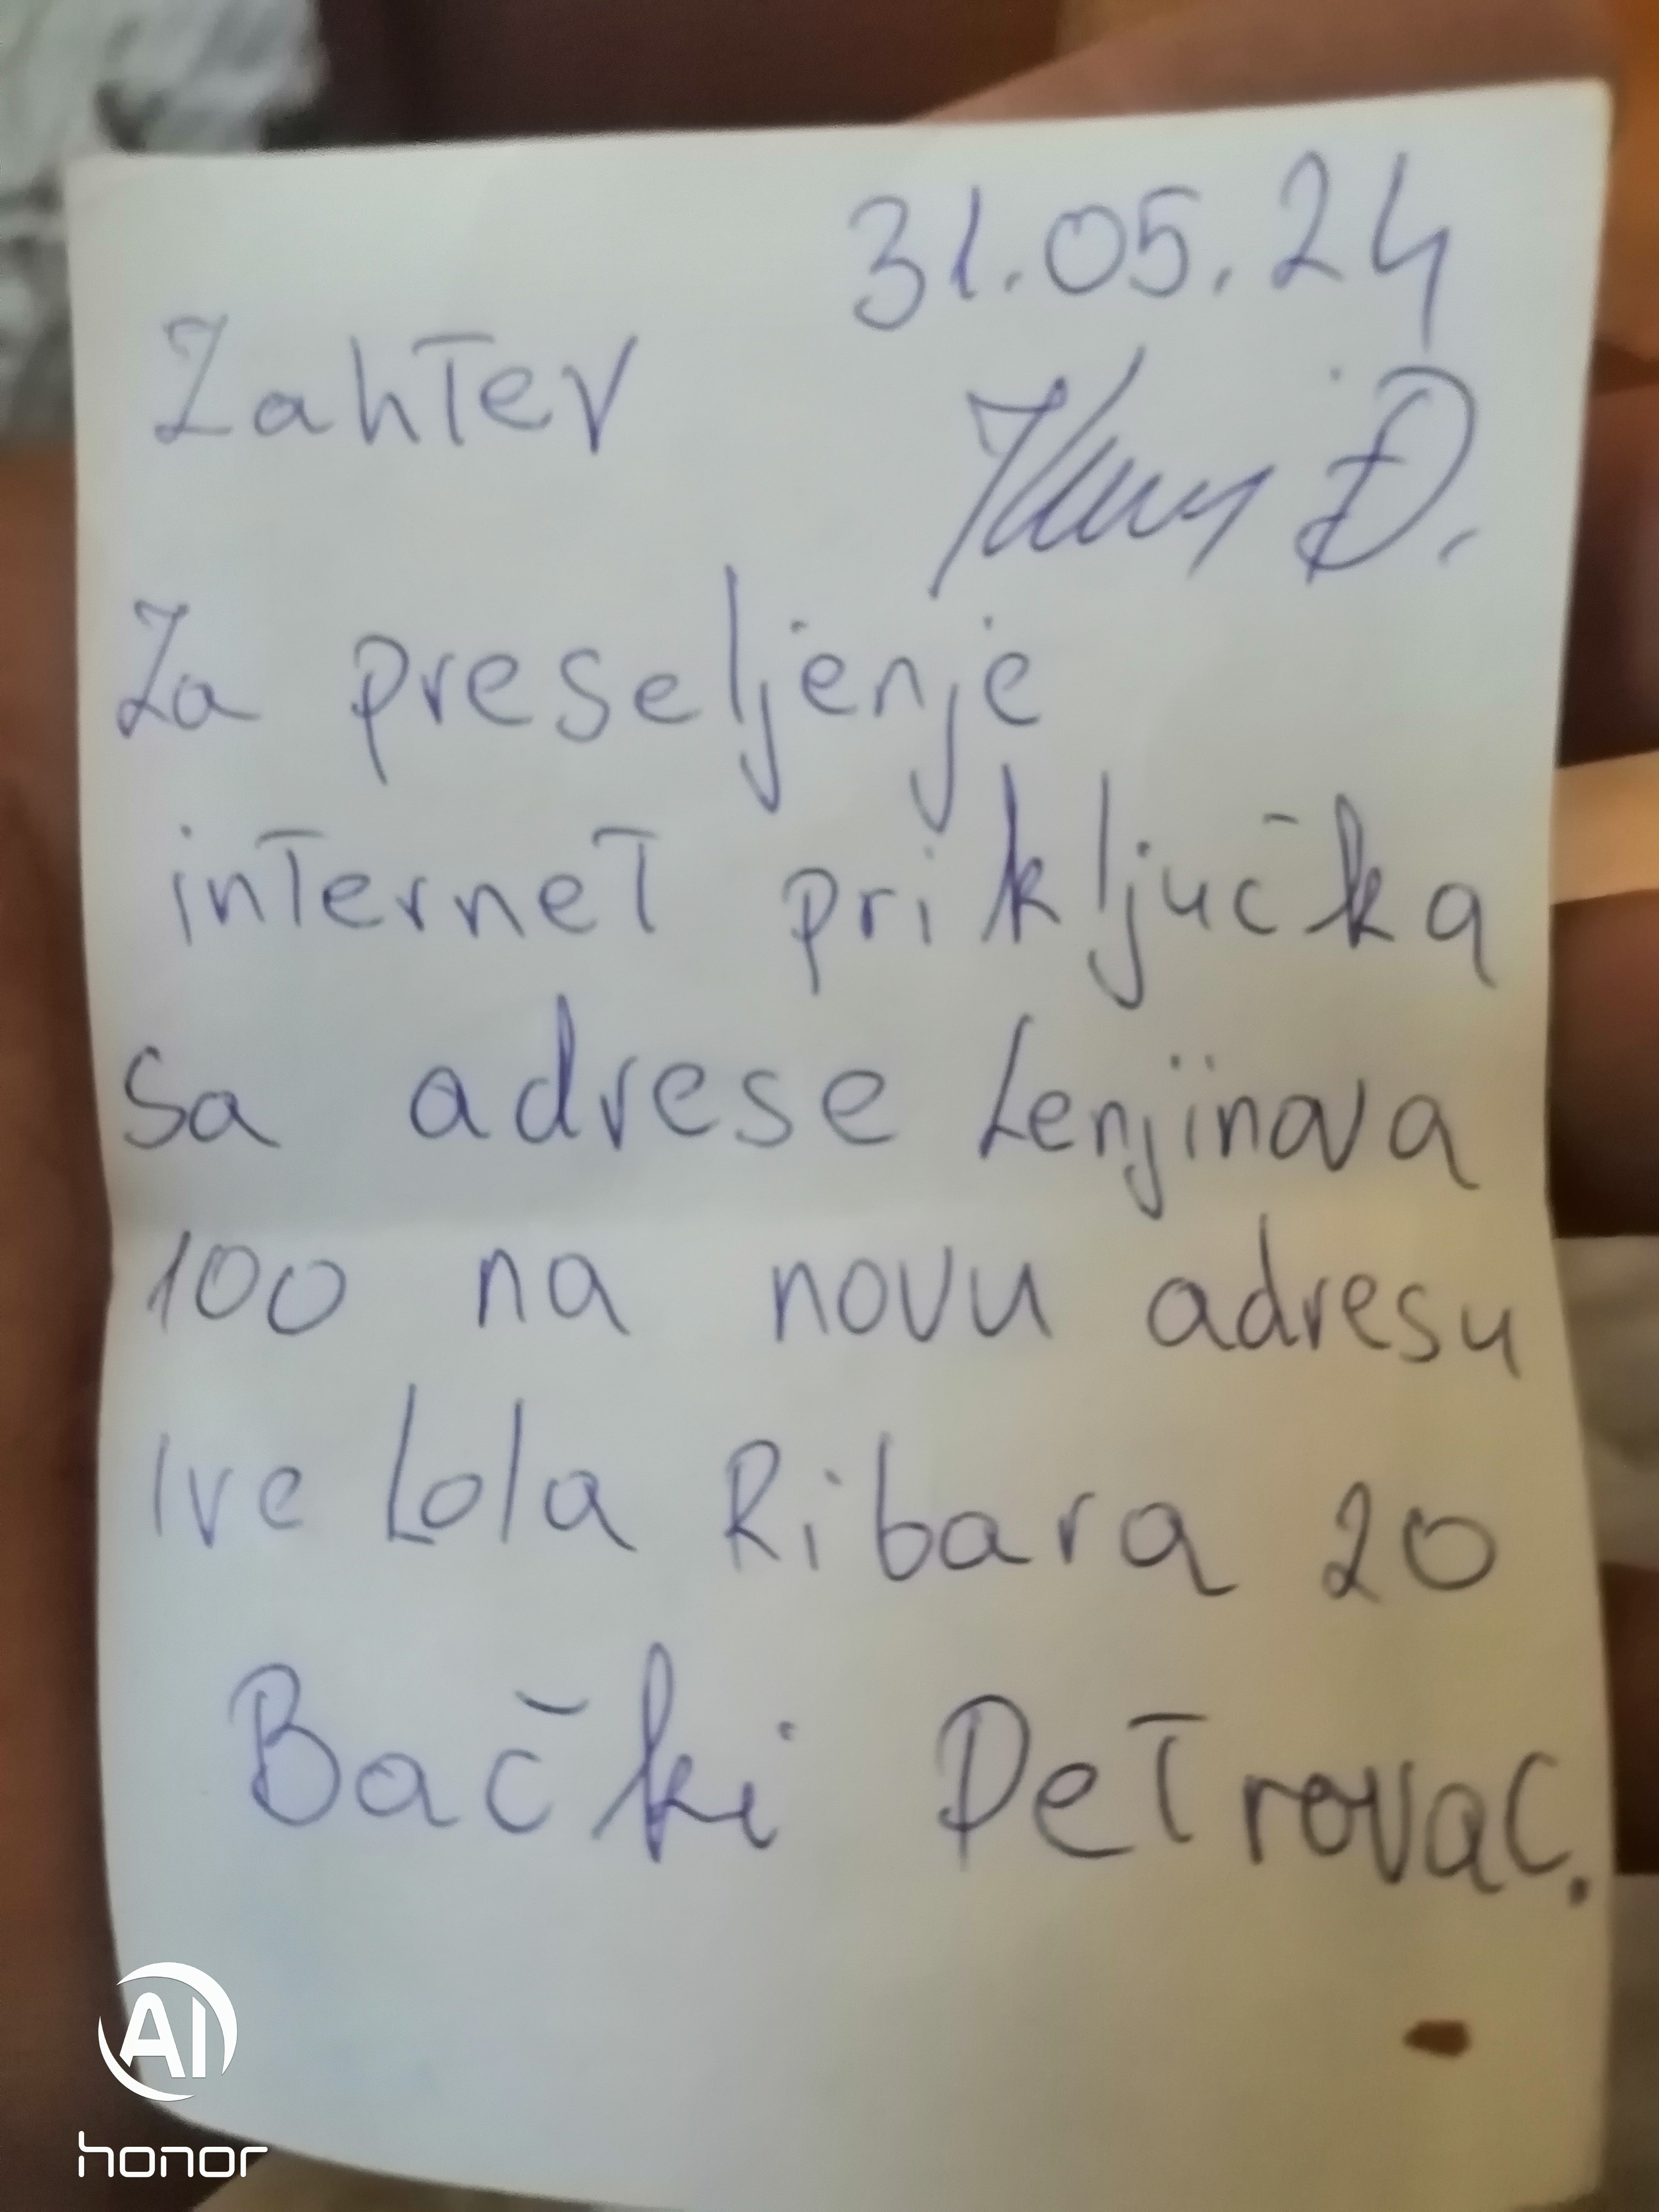 31.05.24
Zahtev
Đ.
Za preseljenje
internet priključka
sa adrese Lenjinova
100 na novu adresu
Ive Lola Ribara 20
Bački Petrovac.
AI
honor